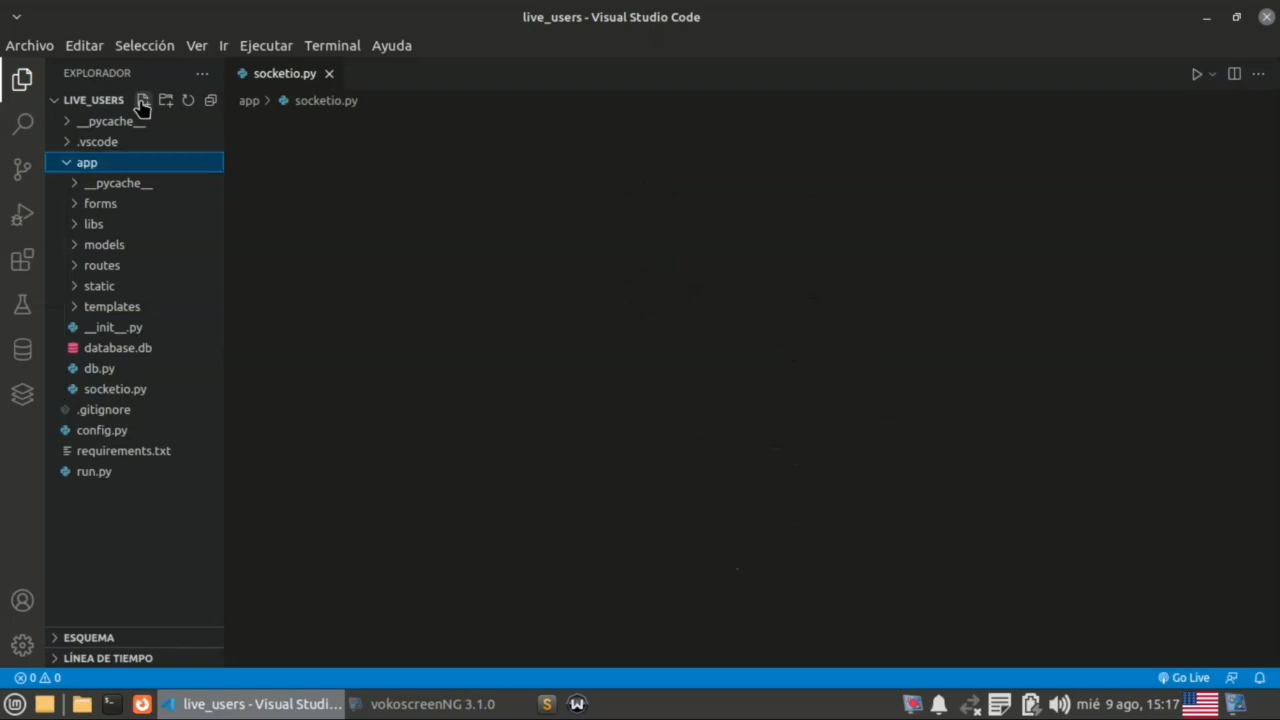 live_users - Visual Studio Code
Archivo Editar Selección Ver Ir Ejecutar Terminal Ayuda
EXPLORADOR
socketio.py
LIVE_USERS
app socketio.py
__pycache__
.vscode
app
__pycache__
forms
libs
models
routes
static
templates
__init__.py
database.db
db.py
socketio.py
.gitignore
config.py
requirements.txt
run.py
ESQUEMA
LÍNEA DE TIEMPO
0 0
Go Live
live_users - Visual Studi...
vokoscreenNG 3.1.0
S
W
mié 9 ago, 15:17